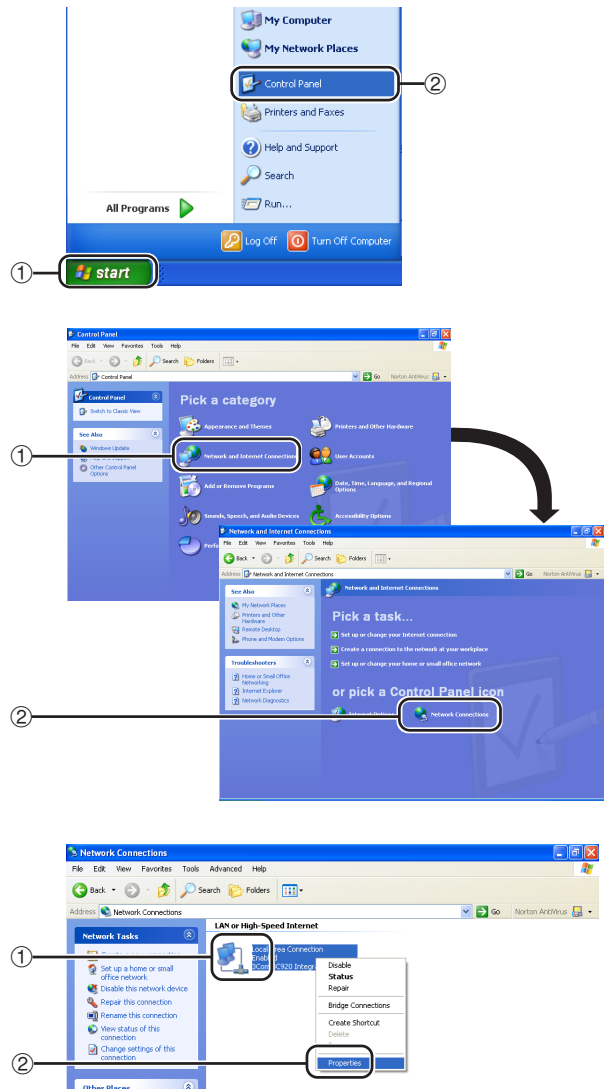 My Computer
My Network Places
Control Panel
②
Printers and Faxes
Help and Support
Search
Run...
All Programs
Log Off
Turn Off Computer
①
start
Control Panel
File Edit View Favorites Tools Help
Back Search Folders
Address Control Panel
Go Norton AntiVirus
Control Panel
Switch to Classic View
See Also
Windows Update
Other Control Panel
Options
Pick a category
Appearance and Themes
Printers and Other Hardware
①
Network and Internet Connections
User Accounts
Add or Remove Programs
Date, Time, Language, and Regional
Options
Sounds, Speech, and Audio Devices
Accessibility Options
Network and Internet Connections
File Edit View Favorites Tools Help
Back Search Folders
Address Network and Internet Connections
Go Norton AntiVirus
See Also
My Network Places
Printers and Other
Hardware
Remote Desktop
Phone and Modem Options
Troubleshooters
Home or Small Office
Networking
Internet Explorer
Network Diagnostics
Network and Internet Connections
Pick a task...
Set up or change your Internet connection
Create a connection to the network at your workplace
Set up or change your home or small office network
or pick a Control Panel icon
②
Network Connections
Network Connections
File Edit View Favorites Tools Advanced Help
Back Search Folders
Address Network Connections
Go Norton AntiVirus
Network Tasks
Set up a home or small
office network
Disable this network device
Repair this connection
Rename this connection
View status of this
connection
Change settings of this
connection
Other Places
LAN or High-Speed Internet
①
Local Area Connection
Enabled
Disable
Status
Repair
Bridge Connections
Create Shortcut
Delete
②
Properties